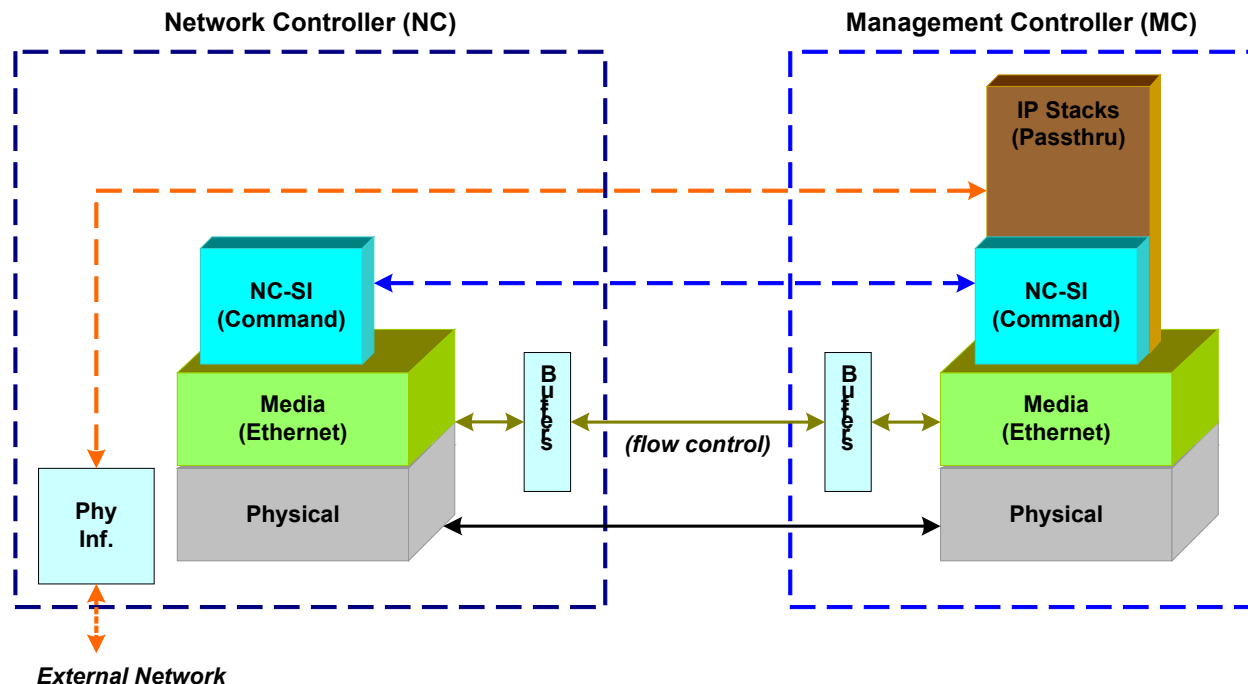 Network Controller (NC)
Management Controller (MC)
IP Stacks
(Passthru)
NC-SI
(Command)
NC-SI
(Command)
Buffers
Buffers
Media
(Ethernet)
(flow control)
Media
(Ethernet)
Phy
Inf.
Physical
Physical
External Network